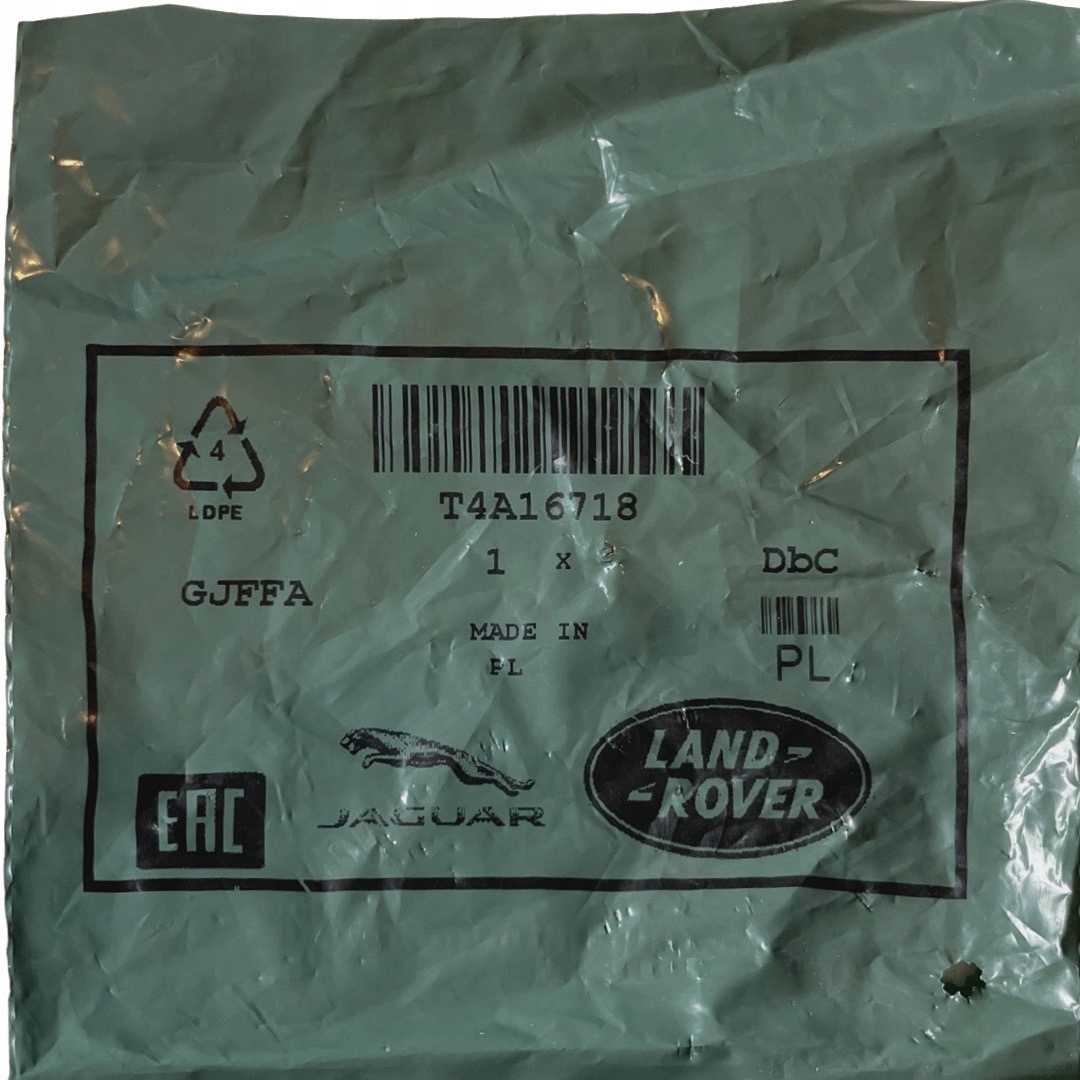 4
LDPE
T4A16718
1 x
DbC
GJFFA
MADE IN
PL
PL
EAC
JAGUAR
LAND-
-ROVER